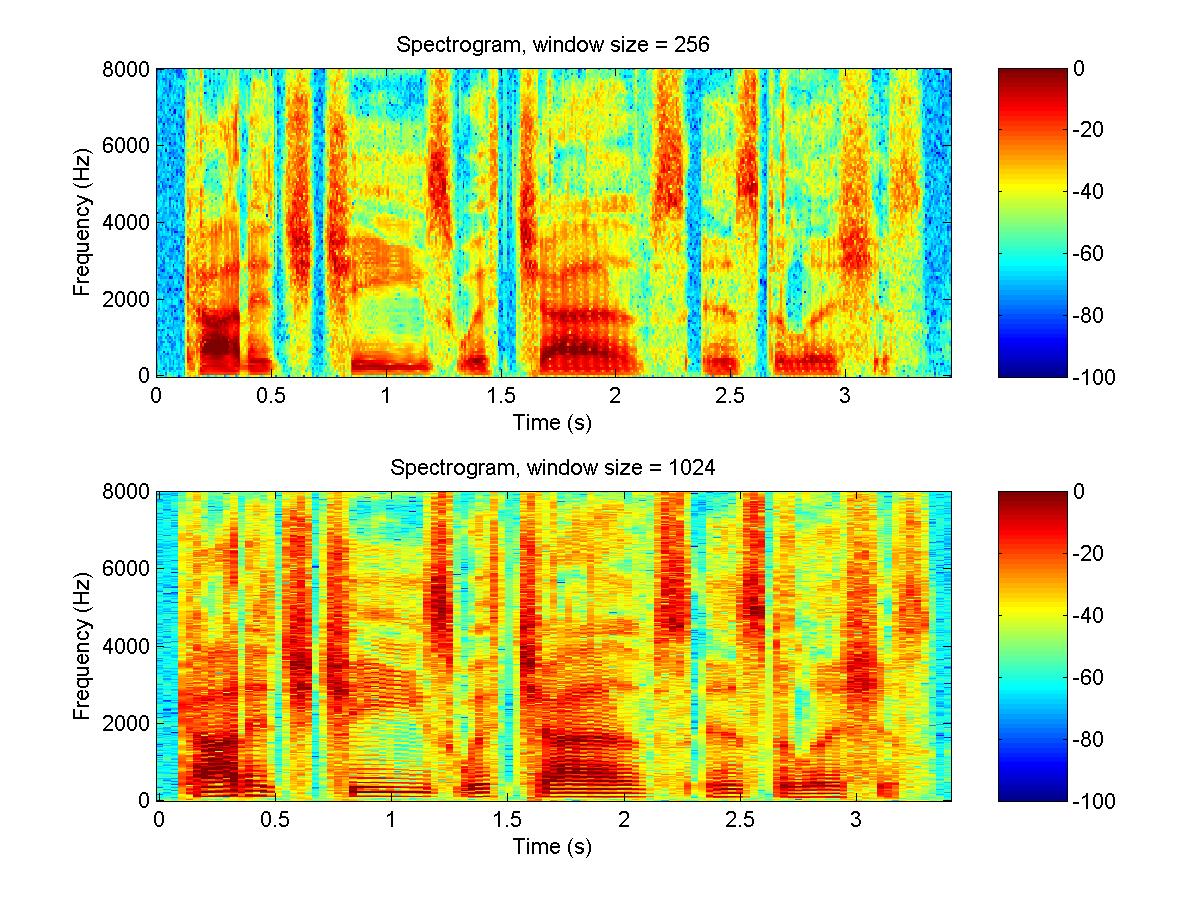 Spectrogram, window size = 256
8000
6000
4000
2000
0
Frequency (Hz)
0 0.5 1 1.5 2 2.5 3
Time (s)
0
-20
-40
-60
-80
-100
Spectrogram, window size = 1024
8000
6000
4000
2000
0
Frequency (Hz)
0 0.5 1 1.5 2 2.5 3
Time (s)
0
-20
-40
-60
-80
-100